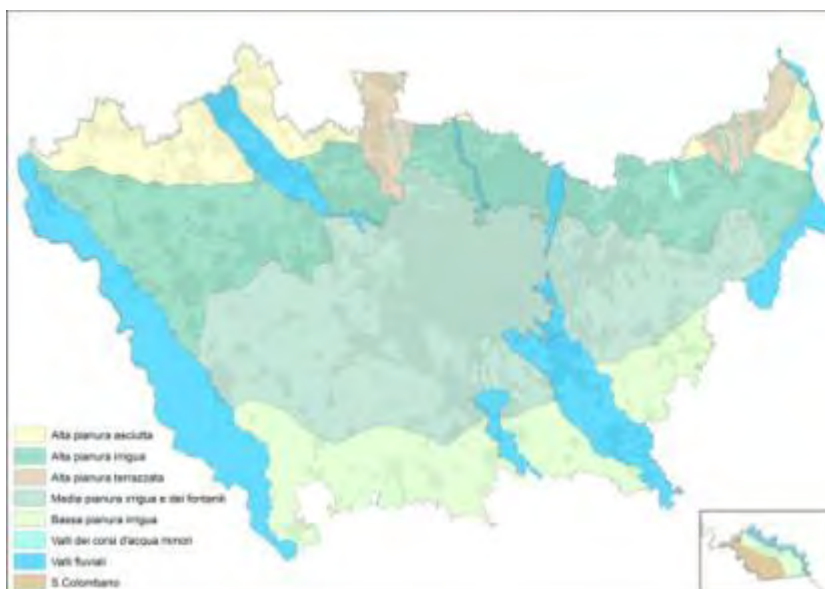 Alta pianura asciutta
Alta pianura irrigua
Alta pianura terrazzata
Media pianura irrigua e dei fontanili
Bassa pianura irrigua
Valli dei corsi d'acqua minori
Valli fluviali
S.Colombano